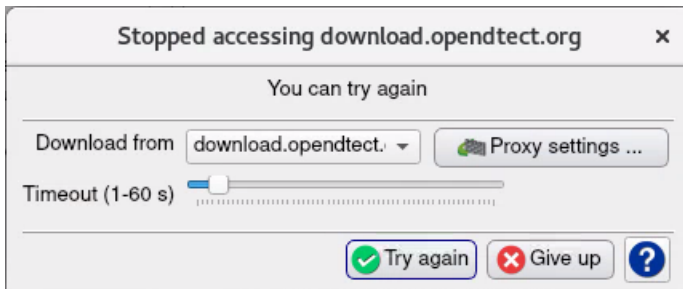 Stopped accessing download.opendtect.org
You can try again
Download from download.opendtect. Proxy settings ...
Timeout (1-60 s)
Try again Give up ?